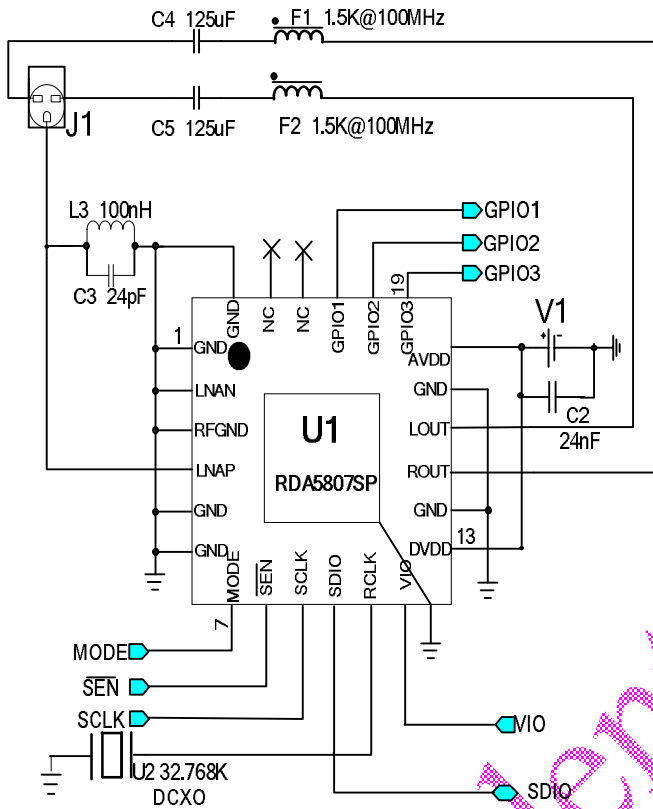 C4 125uF
F1 1.5K@100MHz
J1
C5 125uF
F2 1.5K@100MHz
L3 100nH
C3 24pF
GPIO1
GPIO2
GPIO3
GND
NC
NC
GPIO1
GPIO2
GPIO3
19
V1
+ -
1
GND
LNAN
RFGND
LNAP
GND
GND
U1
RDA5807SP
AVDD
GND
LOUT
ROUT
GND
DVDD
13
C2
24nF
MODE
SEN
SCLK
SDIO
RCLK
VIO
7
MODE
SEN
SCLK
VIO
SDIO
U2 32.768K
DCXO